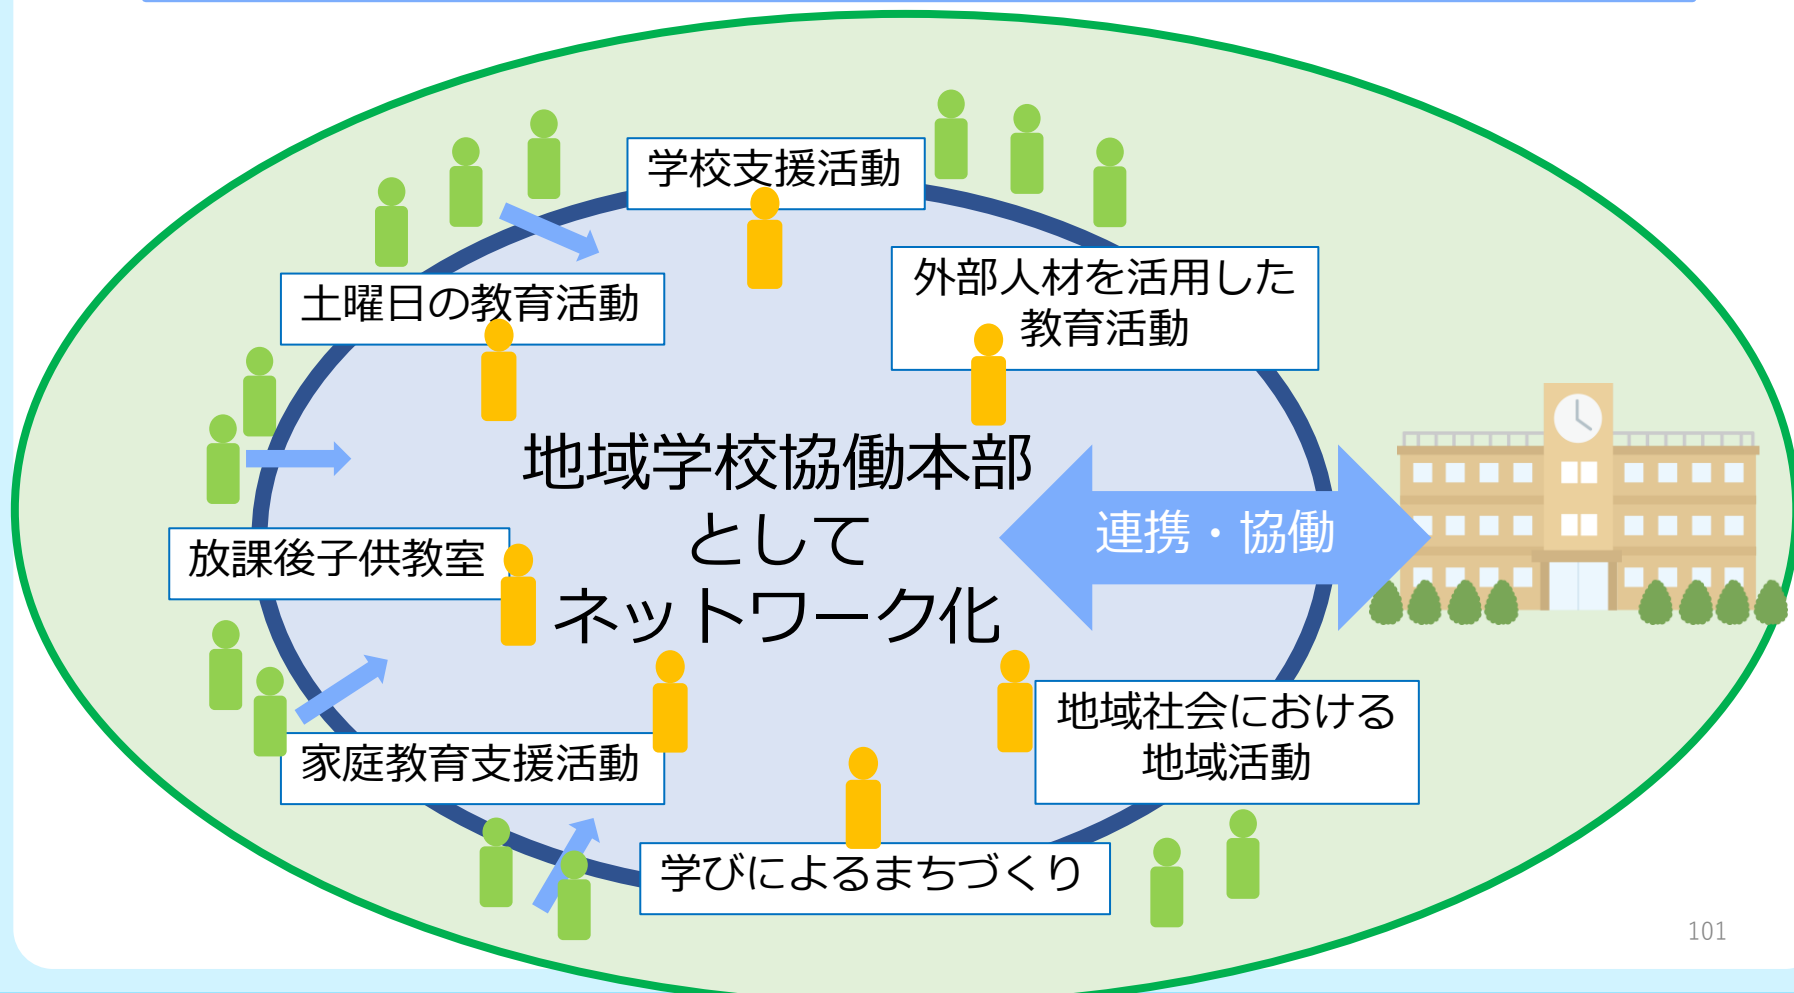 学校支援活動
外部人材を活用した
教育活動
土曜日の教育活動
地域学校協働本部
として
ネットワーク化
連携・協働
放課後子供教室
家庭教育支援活動
地域社会における
地域活動
学びによるまちづくり
101